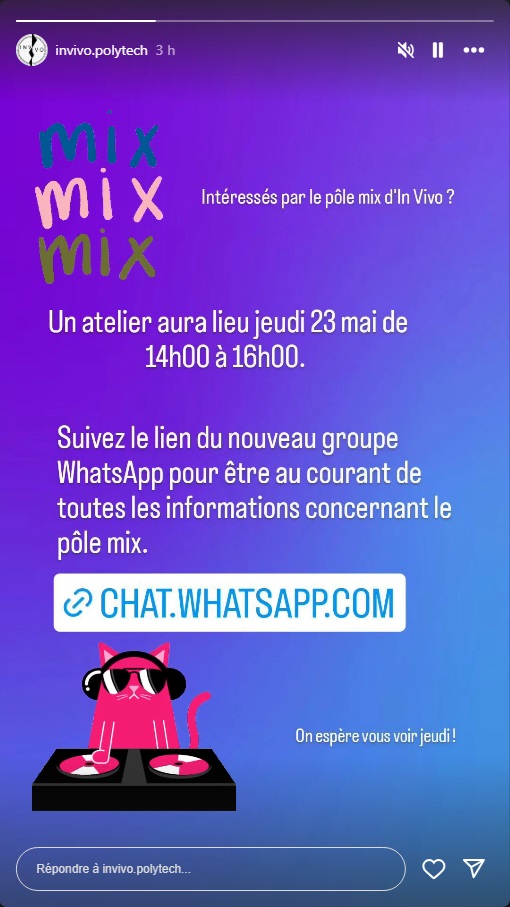 INVIVO
invivo.polytech 3 h
mix
mix
mix
Intéressés par le pôle mix d'In Vivo ?
Un atelier aura lieu jeudi 23 mai de
14h00 à 16h00.
Suivez le lien du nouveau groupe
WhatsApp pour être au courant de
toutes les informations concernant le
pôle mix.
CHAT.WHATSAPP.COM
On espère vous voir jeudi !
Répondre à invivo.polytech...